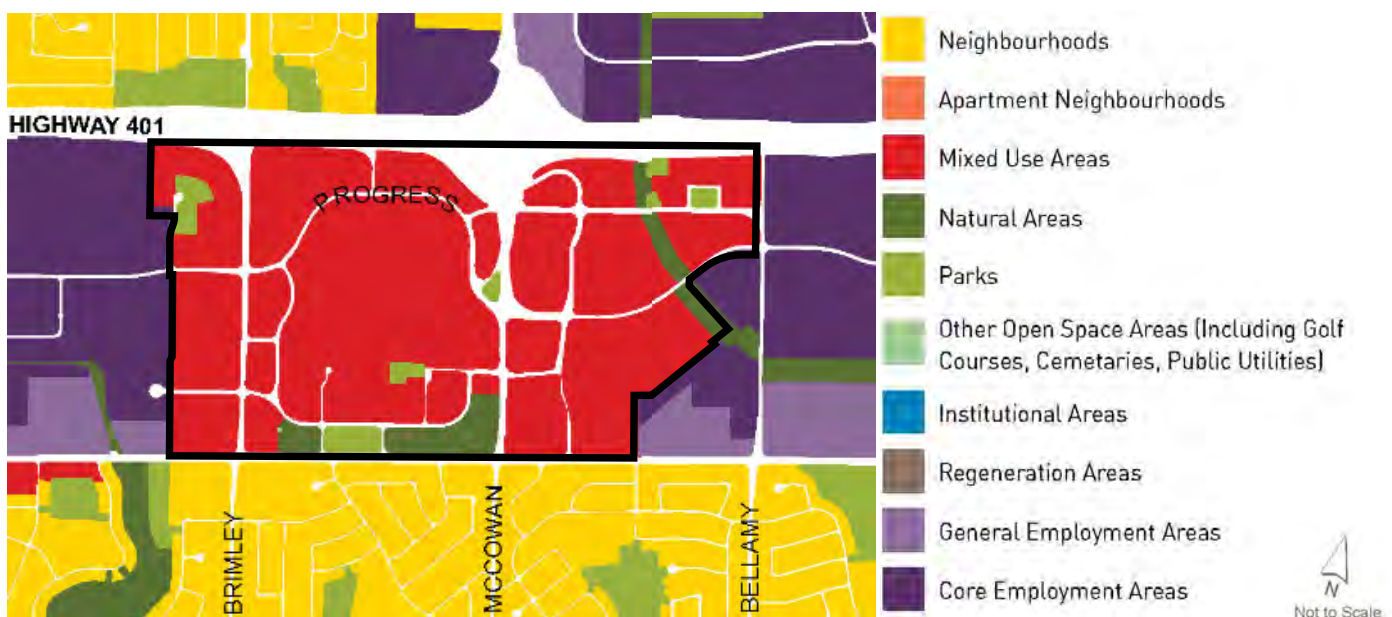 HIGHWAY 401
PROGRESS
BRIMLEY
MCCOWAN
BELLAMY
Neighbourhoods
Apartment Neighbourhoods
Mixed Use Areas
Natural Areas
Parks
Other Open Space Areas (Including Golf
Courses, Cemetaries, Public Utilities)
Institutional Areas
Regeneration Areas
General Employment Areas
Core Employment Areas
N
Not to Scale